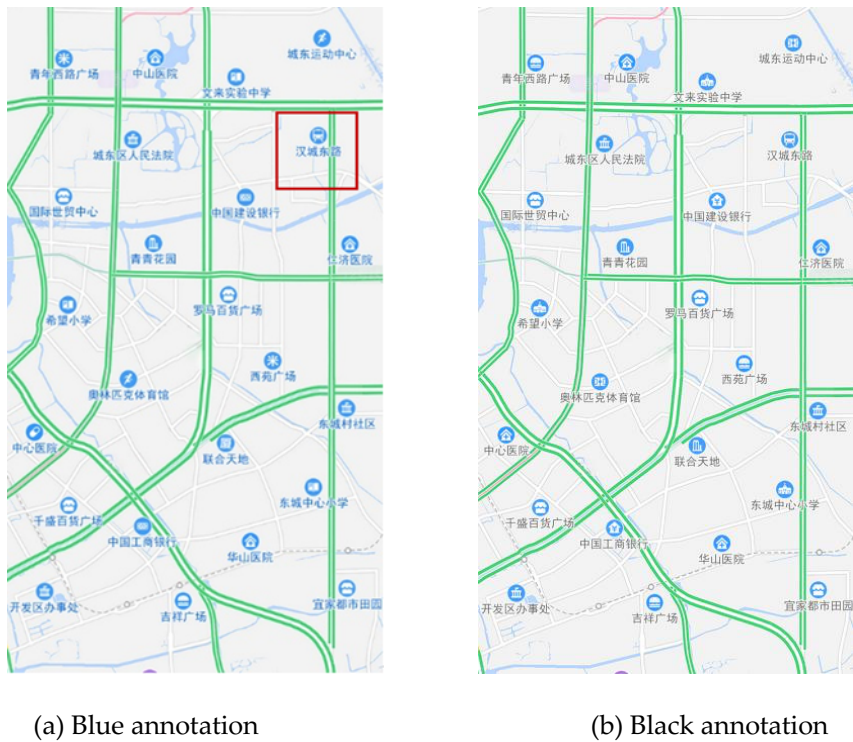 城东运动中心
青年西路广场
中山医院
文来实验中学
城东区人民法院
汉城东路
国际世贸中心
中国建设银行
青青花园
仁济医院
罗马百货广场
希望小学
西苑广场
奥林匹克体育馆
东城村社区
中心医院
联合天地
东城中心小学
千盛百货广场
中国工商银行
华山医院
开发区办事处
吉祥广场
宜家都市田园
(a) Blue annotation
城东运动中心
青年西路广场
中山医院
文来实验中学
城东区人民法院
汉城东路
国际世贸中心
中国建设银行
青青花园
仁济医院
罗马百货广场
希望小学
西苑广场
奥林匹克体育馆
东城村社区
中心医院
联合天地
东城中心小学
千盛百货广场
中国工商银行
华山医院
开发区办事处
吉祥广场
宜家都市田园
(b) Black annotation